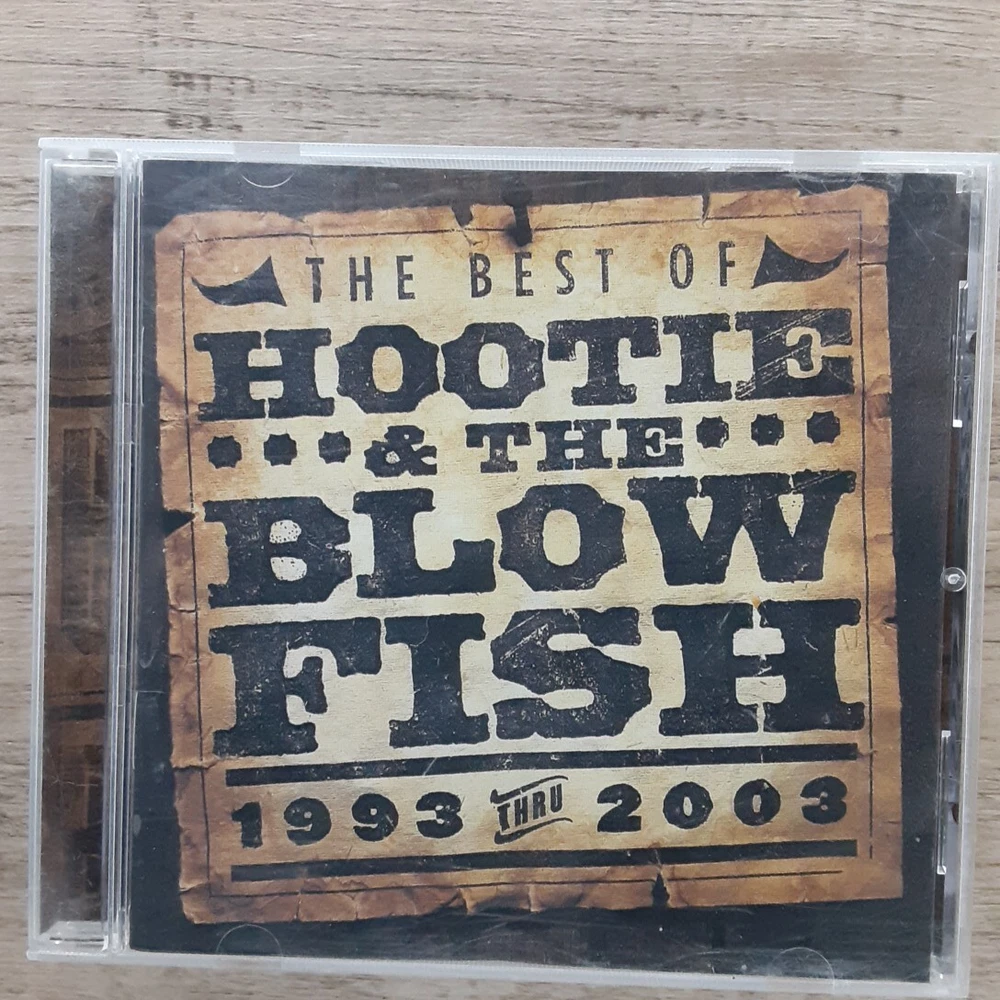 THE BEST OF
HOOTIE
& THE
BLOW
FISH
1993 THRU 2003